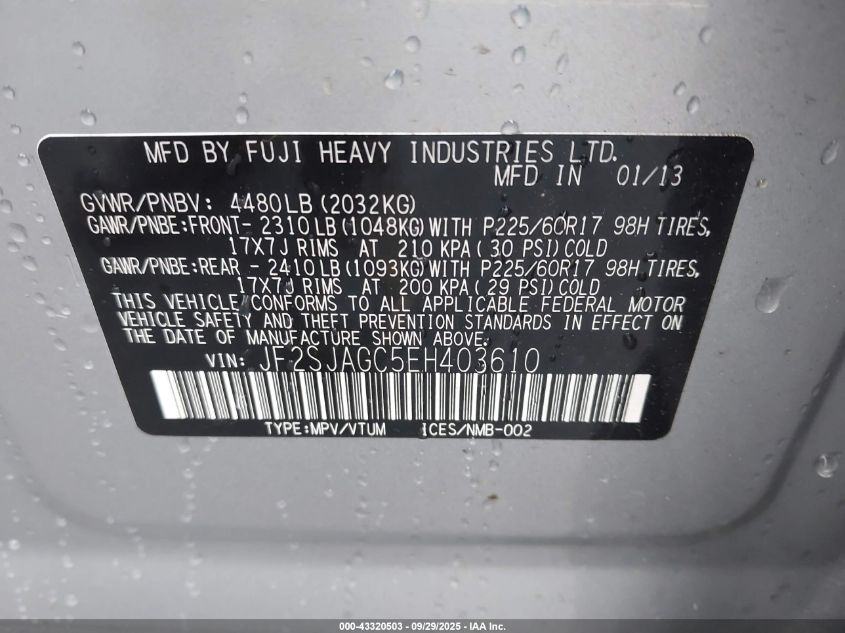 MFD BY FUJI HEAVY INDUSTRIES LTD.
MFD IN 01/13
GVWR/PNBV: 4480LB(2032KG)
GAWR/PNBE:FRONT- 2310LB(1048KG)WITH P225/60R17 98H TIRES,
17X7J RIMS AT 210 KPA(30 PSI)COLD
GAWR/PNBE:REAR - 2410LB(1093KG)WITH P225/60R17 98H TIRES,
17X7J RIMS AT 200 KPA(29 PSI)COLD
THIS VEHICLE CONFORMS TO ALL APPLICABLE FEDERAL MOTOR
VEHICLE SAFETY AND THEFT PREVENTION STANDARDS IN EFFECT ON
THE DATE OF MANUFACTURE SHOWN ABOVE.
VIN: JF2SJAGC5EH403610
TYPE:MPV/VTUM ICES/NMB-002
000-43320503 - 09/29/2025 - IAA Inc.